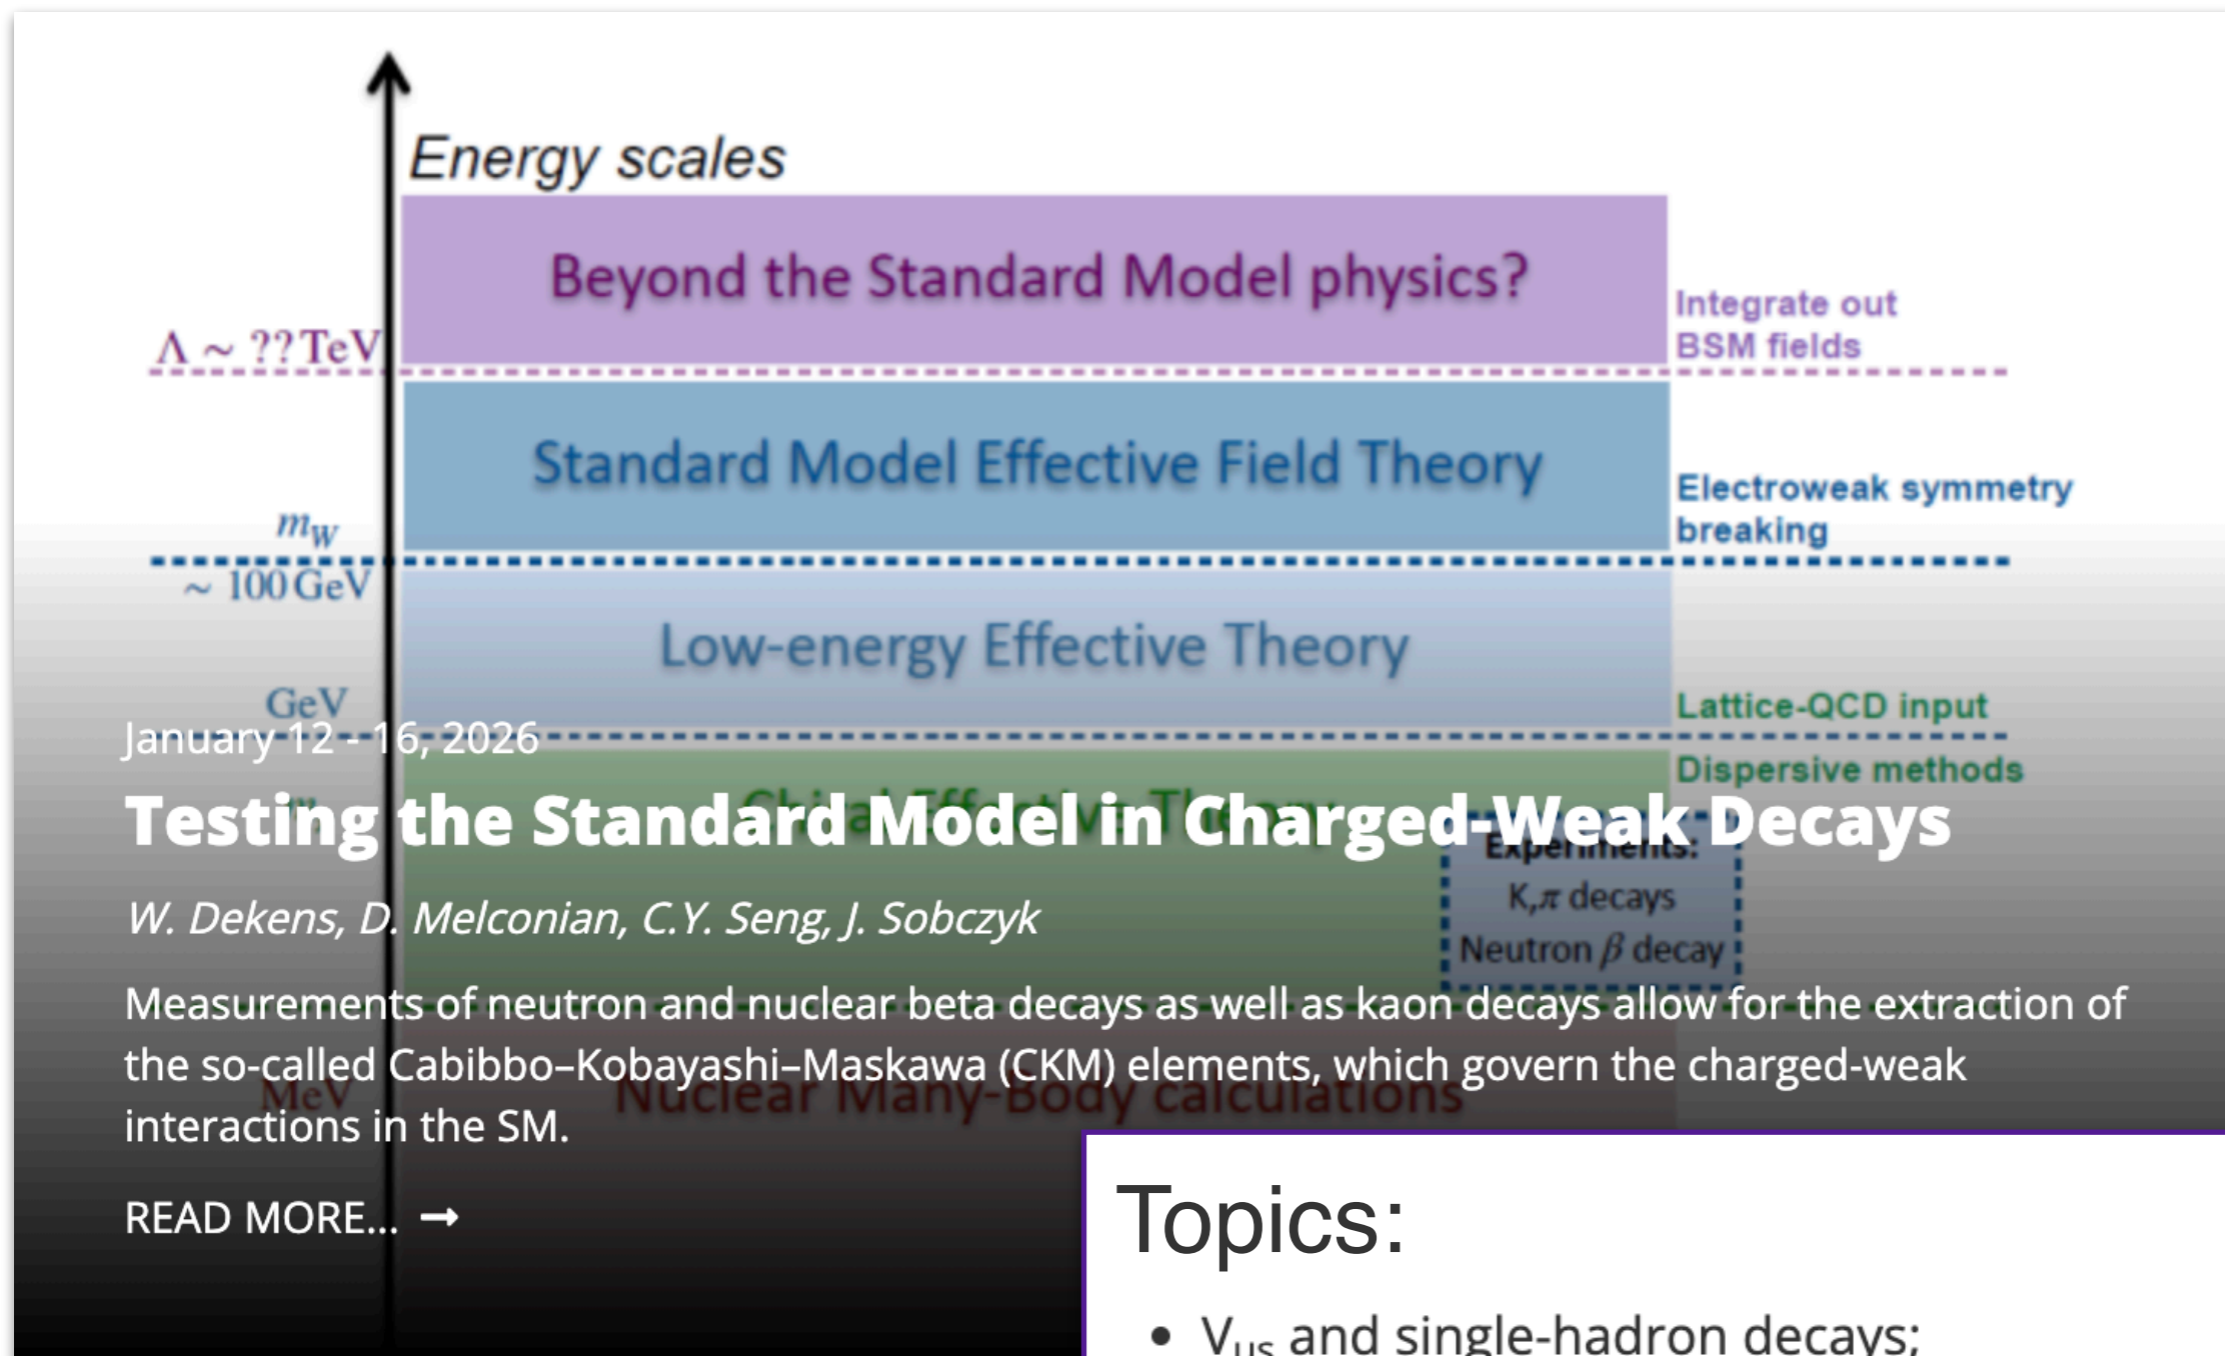 Energy scales
Beyond the Standard Model physics?
Integrate out
BSM fields
Λ ~ ?? TeV
Standard Model Effective Field Theory
Electroweak symmetry
breaking
m_W
~ 100 GeV
Low-energy Effective Theory
GeV
Lattice-QCD input
Dispersive methods
January 12 - 16, 2026
Chiral Effective Theory
Testing the Standard Model in Charged-Weak Decays
Experiments:
K,π decays
Neutron β decay
W. Dekens, D. Melconian, C.Y. Seng, J. Sobczyk
Measurements of neutron and nuclear beta decays as well as kaon decays allow for the extraction of
the so-called Cabibbo–Kobayashi–Maskawa (CKM) elements, which govern the charged-weak
interactions in the SM.
MeV
Nuclear Many-Body calculations
READ MORE... →
Topics:
• V_us and single-hadron decays;